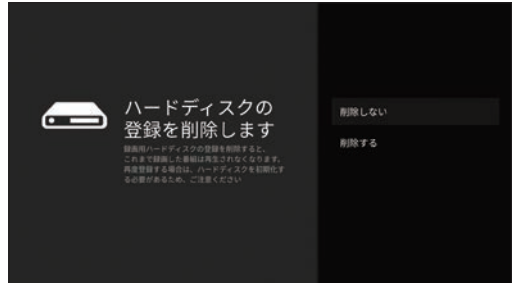 ハードディスクの
登録を削除します
録画用ハードディスクの登録を削除すると、
これまで録画した番組は再生されなくなります。
再度登録する場合は、ハードディスクを初期化す
る必要があるため、ご注意ください
削除しない
削除する